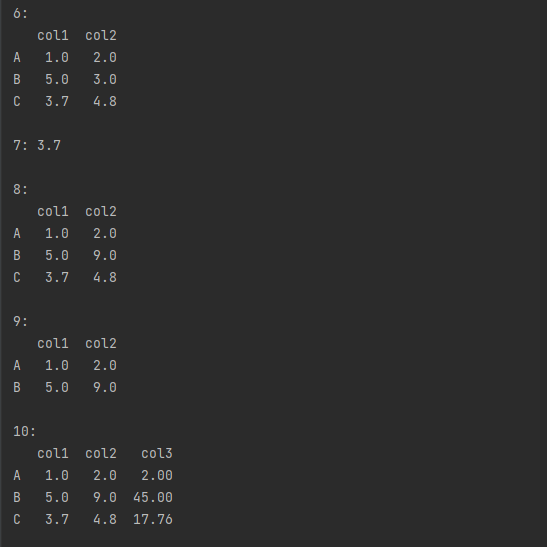 6:
   col1  col2
A   1.0   2.0
B   5.0   3.0
C   3.7   4.8
7: 3.7
8:
   col1  col2
A   1.0   2.0
B   5.0   9.0
C   3.7   4.8
9:
   col1  col2
A   1.0   2.0
B   5.0   9.0
10:
   col1  col2   col3
A   1.0   2.0   2.00
B   5.0   9.0  45.00
C   3.7   4.8  17.76